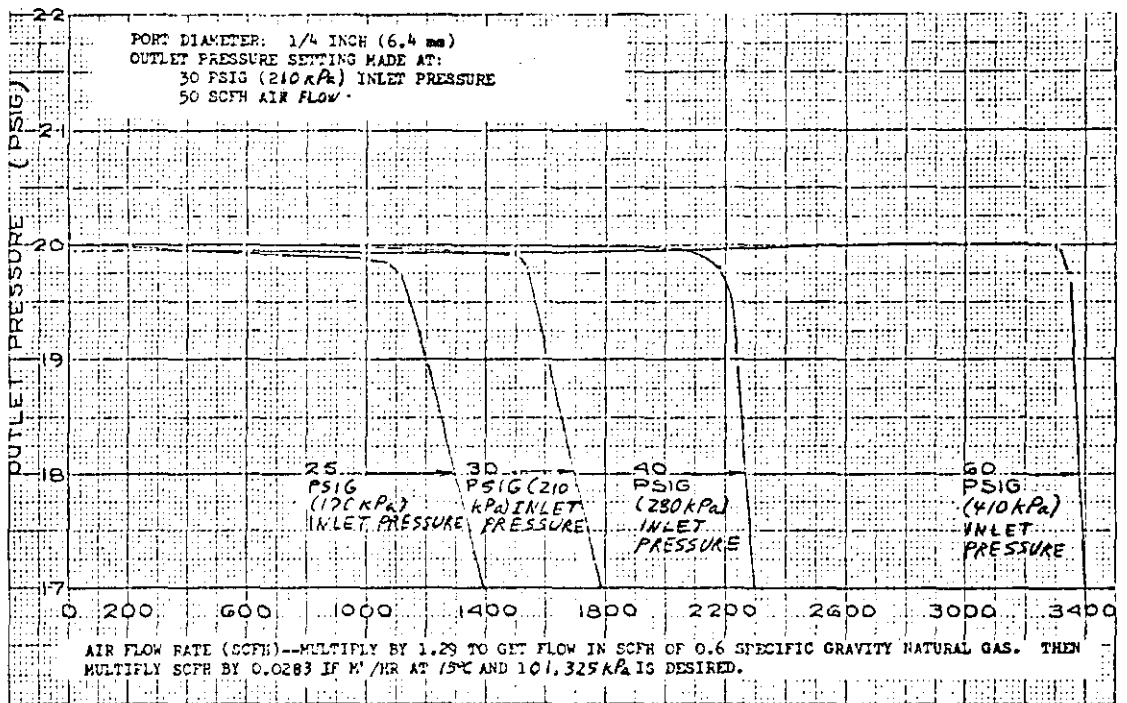 22
PORT DIAMETER: 1/4 INCH (6.4 mm)
OUTLET PRESSURE SETTING MADE AT:
30 PSIG (210 kPa) INLET PRESSURE
50 SCFH AIR FLOW
OUTLET PRESSURE (PSIG)
21
20
19
18
17
25
PSIG
(170 kPa)
INLET PRESSURE
30
PSIG (210
kPa) INLET
PRESSURE
40
PSIG
(280 kPa)
INLET
PRESSURE
60
PSIG
(410 kPa)
INLET
PRESSURE
0 200 600 1000 1400 1800 2200 2600 3000 3400
AIR FLOW RATE (SCFH)--MULTIPLY BY 1.29 TO GET FLOW IN SCFH OF 0.6 SPECIFIC GRAVITY NATURAL GAS. THEN
MULTIPLY SCFH BY 0.0283 IF M³/HR AT 15°C AND 101,325 kPa IS DESIRED.